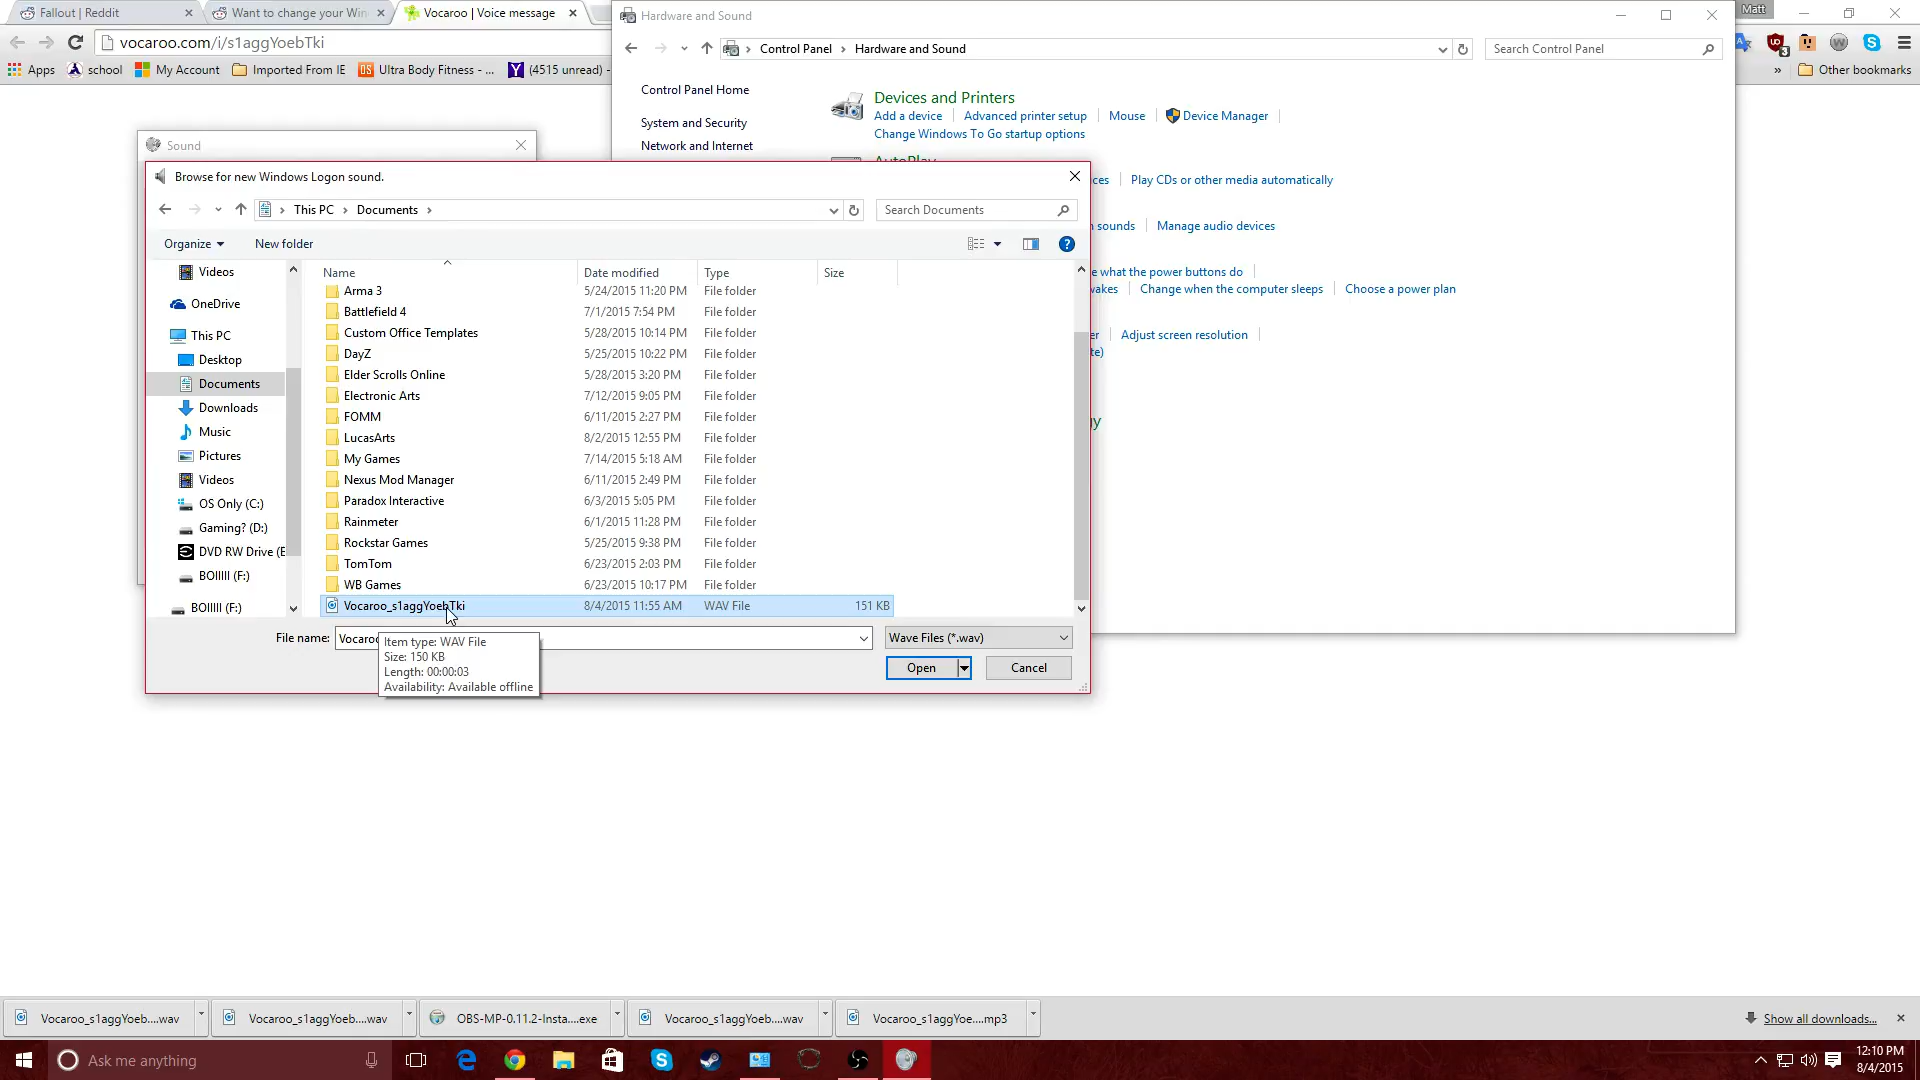 Fallout | Reddit
Want to change your Win
Vocaroo | Voice message
Matt
vocaroo.com/i/s1aggYoebTki
Apps
school
My Account
Imported From IE
Ultra Body Fitness - ...
(4515 unread) -
3
Other bookmarks
Hardware and Sound
Control Panel
Hardware and Sound
Search Control Panel
Control Panel Home
System and Security
Network and Internet
Devices and Printers
Add a device
Advanced printer setup
Mouse
Device Manager
Change Windows To Go startup options
AutoPlay
ces
Play CDs or other media automatically
n sounds
Manage audio devices
e what the power buttons do
wakes
Change when the computer sleeps
Choose a power plan
er
Adjust screen resolution
te)
gy
Sound
Browse for new Windows Logon sound.
This PC
Documents
Search Documents
Organize
New folder
Videos
OneDrive
This PC
Desktop
Documents
Downloads
Music
Pictures
Videos
OS Only (C:)
Gaming? (D:)
DVD RW Drive (E
BOIIIII (F:)
BOIIIII (F:)
Name Date modified Type Size
Arma 3 5/24/2015 11:20 PM File folder
Battlefield 4 7/1/2015 7:54 PM File folder
Custom Office Templates 5/28/2015 10:14 PM File folder
DayZ 5/25/2015 10:22 PM File folder
Elder Scrolls Online 5/28/2015 3:20 PM File folder
Electronic Arts 7/12/2015 9:05 PM File folder
FOMM 6/11/2015 2:27 PM File folder
LucasArts 8/2/2015 12:55 PM File folder
My Games 7/14/2015 5:18 AM File folder
Nexus Mod Manager 6/11/2015 2:49 PM File folder
Paradox Interactive 6/3/2015 5:05 PM File folder
Rainmeter 6/1/2015 11:28 PM File folder
Rockstar Games 5/25/2015 9:38 PM File folder
TomTom 6/23/2015 2:03 PM File folder
WB Games 6/23/2015 10:17 PM File folder
Vocaroo_s1aggYoebTki 8/4/2015 11:55 AM WAV File 151 KB
File name:
Vocaroo
Wave Files (*.wav)
Item type: WAV File
Size: 150 KB
Length: 00:00:03
Availability: Available offline
Open
Cancel
Vocaroo_s1aggYoeb....wav
Vocaroo_s1aggYoeb....wav
OBS-MP-0.11.2-Insta....exe
Vocaroo_s1aggYoeb....wav
Vocaroo_s1aggYoe....mp3
Show all downloads...
Ask me anything
12:10 PM
8/4/2015